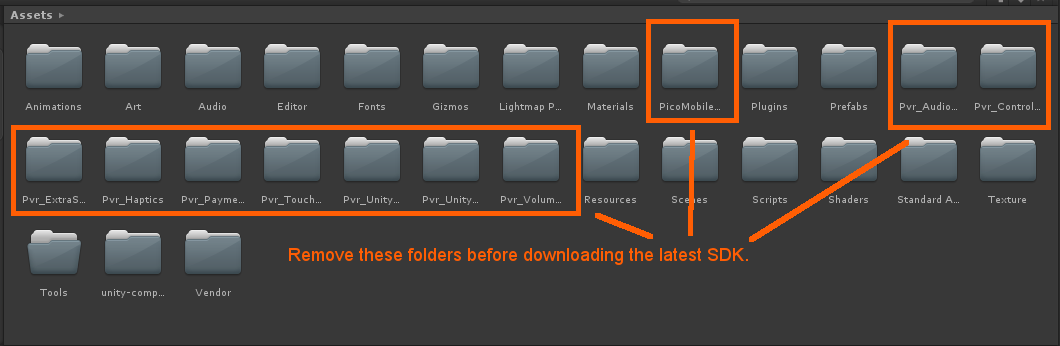 Assets ▸
Animations Art Audio Editor Fonts Gizmos Lightmap P... Materials PicoMobile... Plugins Prefabs Pvr_Audio... Pvr_Control...
Pvr_ExtraS... Pvr_Haptics Pvr_Payme... Pvr_Touch... Pvr_Unity... Pvr_Unity... Pvr_Volum... Resources Scenes Scripts Shaders Standard A... Texture
Remove these folders before downloading the latest SDK.
Tools unity-comp... Vendor